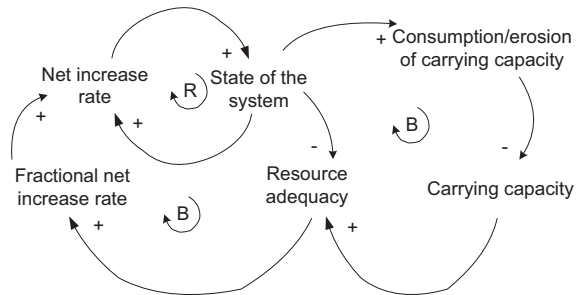 Net increase
rate
State of the
system
Consumption/erosion
of carrying capacity
Fractional net
increase rate
Resource
adequacy
Carrying capacity
R
B
B
+
+
+
+
+
+
-
-
+